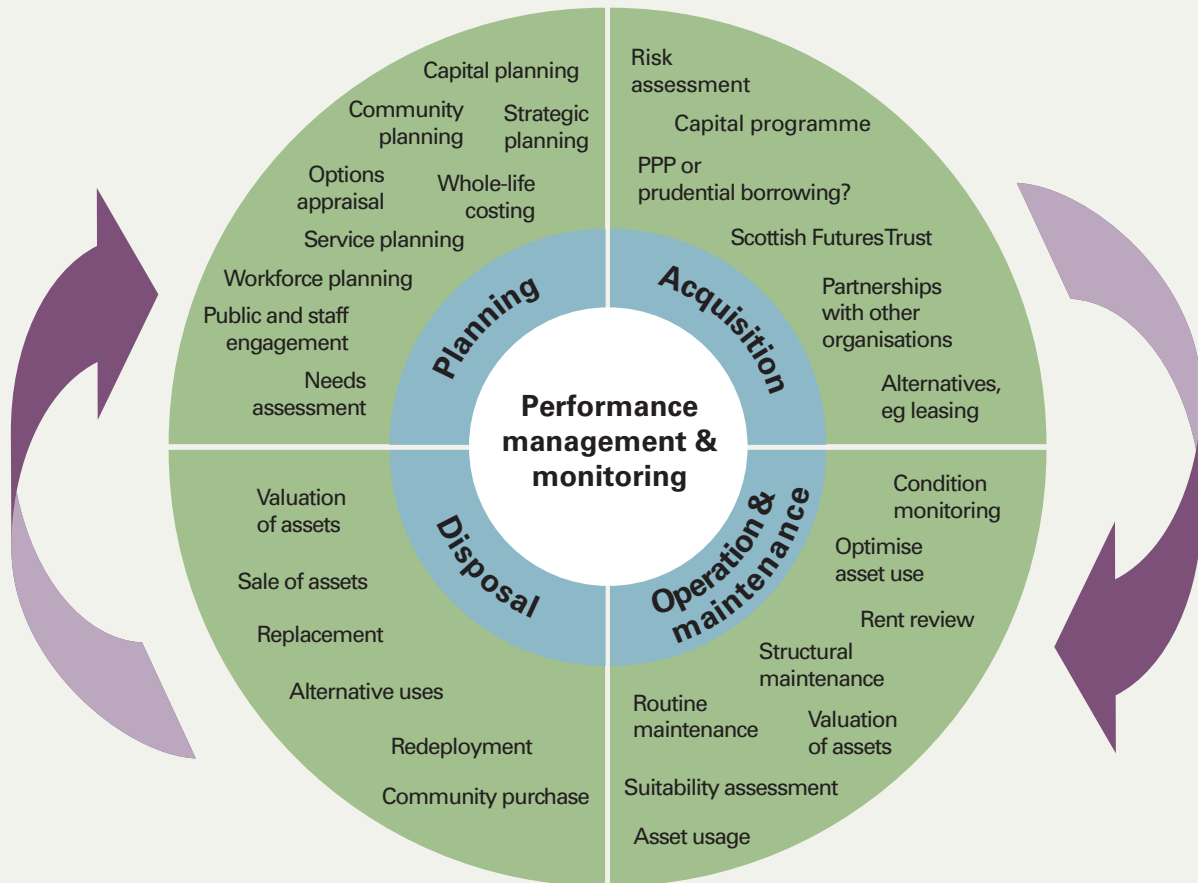 Capital planning
Community
planning
Strategic
planning
Options
appraisal
Whole-life
costing
Service planning
Workforce planning
Public and staff
engagement
Needs
assessment
Planning
Risk
assessment
Capital programme
PPP or
prudential borrowing?
Scottish Futures Trust
Partnerships
with other
organisations
Alternatives,
eg leasing
Acquisition
Performance
management &
monitoring
Valuation
of assets
Sale of assets
Replacement
Alternative uses
Redeployment
Community purchase
Disposal
Operation &
maintenance
Condition
monitoring
Optimise
asset use
Rent review
Structural
maintenance
Routine
maintenance
Valuation
of assets
Suitability assessment
Asset usage